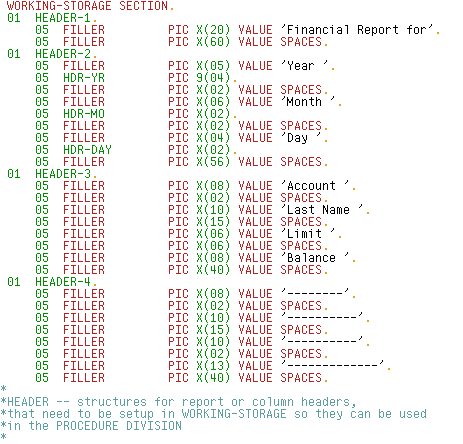 WORKING-STORAGE SECTION.
01  HEADER-1.
    05  FILLER         PIC X(20) VALUE 'Financial Report for'.
    05  FILLER         PIC X(60) VALUE SPACES.
01  HEADER-2.
    05  FILLER         PIC X(05) VALUE 'Year '.
    05  HDR-YR         PIC 9(04).
    05  FILLER         PIC X(02) VALUE SPACES.
    05  FILLER         PIC X(06) VALUE 'Month '.
    05  HDR-MO         PIC X(02).
    05  FILLER         PIC X(02) VALUE SPACES.
    05  FILLER         PIC X(04) VALUE 'Day '.
    05  HDR-DAY        PIC X(02).
    05  FILLER         PIC X(56) VALUE SPACES.
01  HEADER-3.
    05  FILLER         PIC X(08) VALUE 'Account '.
    05  FILLER         PIC X(02) VALUE SPACES.
    05  FILLER         PIC X(10) VALUE 'Last Name '.
    05  FILLER         PIC X(15) VALUE SPACES.
    05  FILLER         PIC X(06) VALUE 'Limit '.
    05  FILLER         PIC X(06) VALUE SPACES.
    05  FILLER         PIC X(08) VALUE 'Balance '.
    05  FILLER         PIC X(40) VALUE SPACES.
01  HEADER-4.
    05  FILLER         PIC X(08) VALUE '--------'.
    05  FILLER         PIC X(02) VALUE SPACES.
    05  FILLER         PIC X(10) VALUE '----------'.
    05  FILLER         PIC X(15) VALUE SPACES.
    05  FILLER         PIC X(10) VALUE '----------'.
    05  FILLER         PIC X(02) VALUE SPACES.
    05  FILLER         PIC X(13) VALUE '-------------'.
    05  FILLER         PIC X(40) VALUE SPACES.
*
*HEADER -- structures for report or column headers,
*that need to be setup in WORKING-STORAGE so they can be used
*in the PROCEDURE DIVISION
*